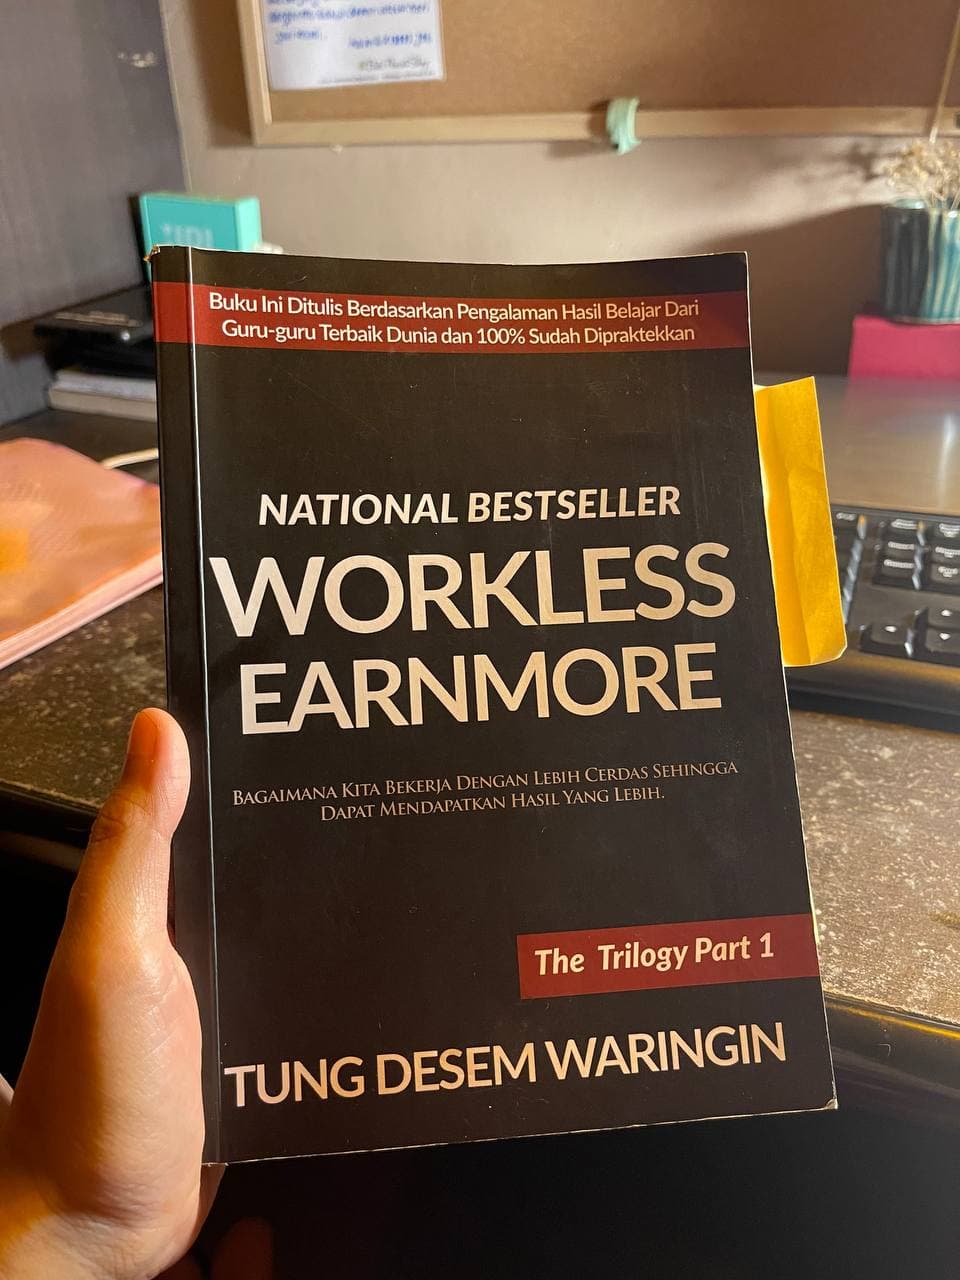 Buku Ini Ditulis Berdasarkan Pengalaman Hasil Belajar Dari
Guru-guru Terbaik Dunia dan 100% Sudah Dipraktekkan
NATIONAL BESTSELLER
WORKLESS
EARNMORE
BAGAIMANA KITA BEKERJA DENGAN LEBIH CERDAS SEHINGGA
DAPAT MENDAPATKAN HASIL YANG LEBIH.
The Trilogy Part 1
TUNG DESEM WARINGIN